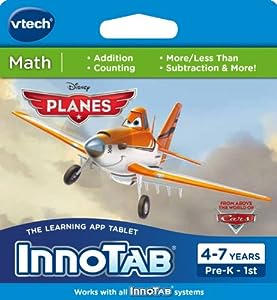 vtech
Math
• Addition
• Counting
• More/Less Than
• Subtraction & More!
Disney
PLANES
FROM ABOVE
THE WORLD OF
Cars
THE LEARNING APP TABLET
INNOTAB®
4-7 YEARS
Pre-K - 1st
Works with all INNOTAB® systems